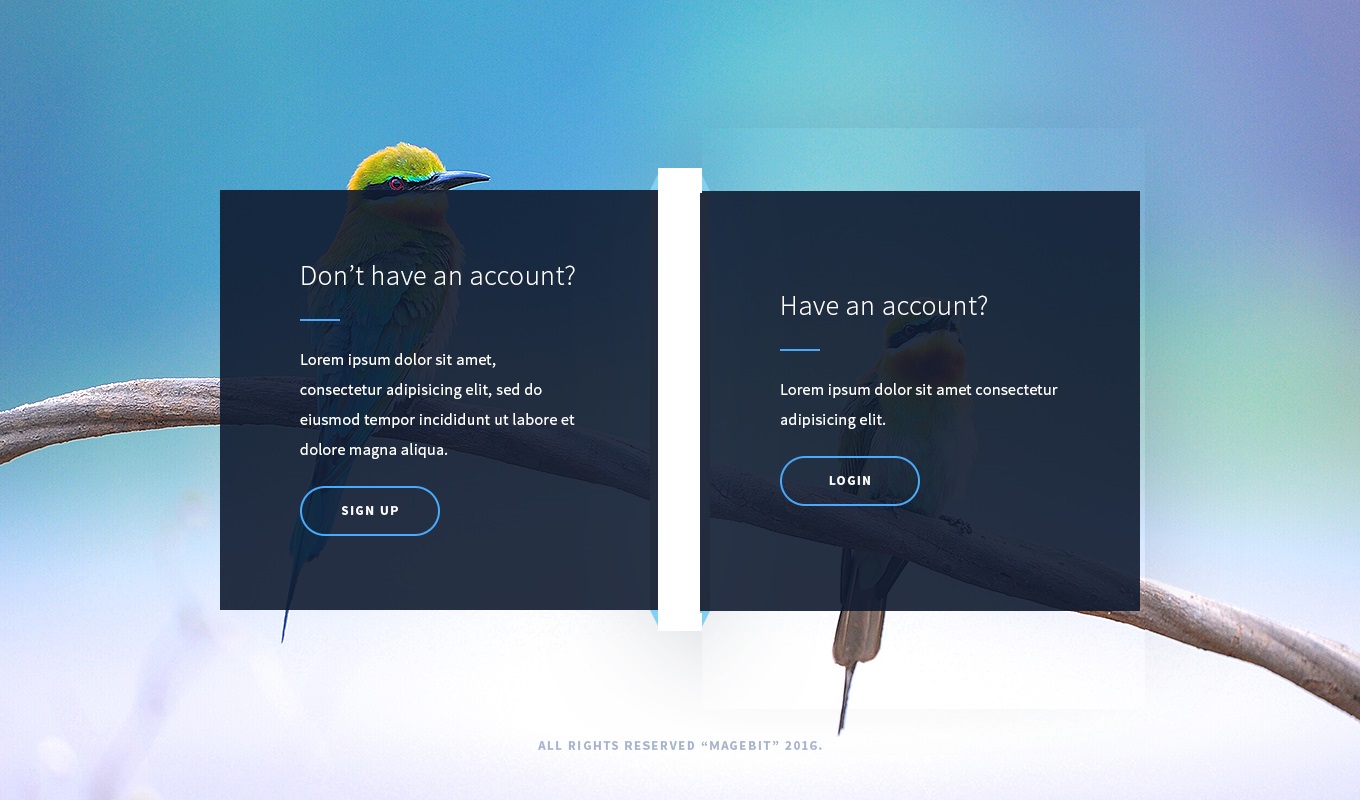 Don’t have an account?
Lorem ipsum dolor sit amet,
consectetur adipisicing elit, sed do
eiusmod tempor incididunt ut labore et
dolore magna aliqua.
SIGN UP
Have an account?
Lorem ipsum dolor sit amet consectetur
adipisicing elit.
LOGIN
ALL RIGHTS RESERVED “MAGEBIT” 2016.